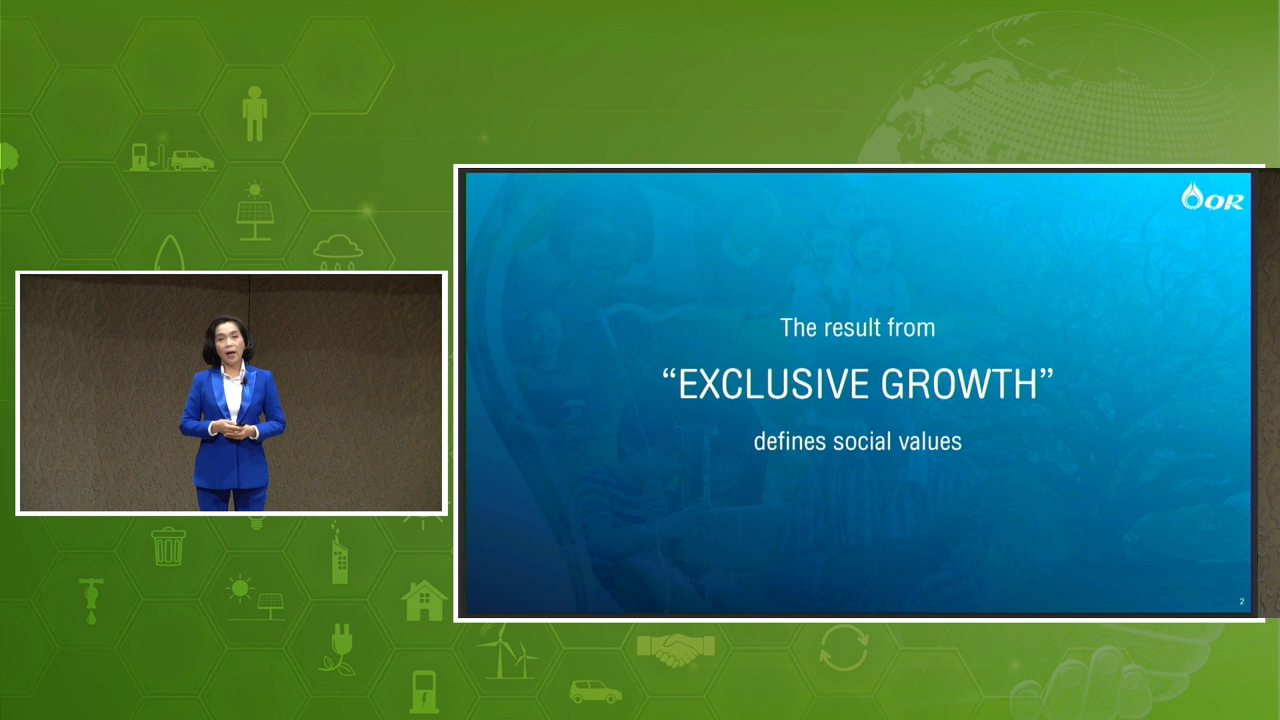 OR
The result from
“EXCLUSIVE GROWTH”
defines social values
2